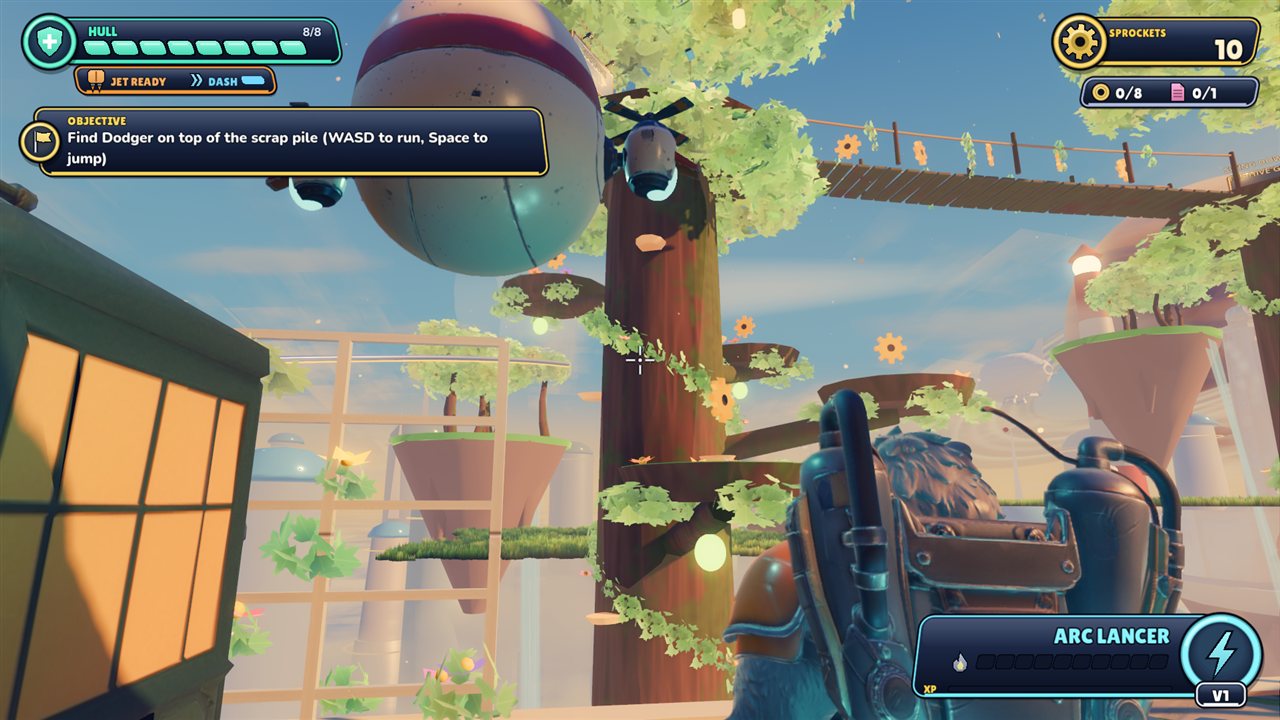 HULL
8/8
JET READY
DASH
OBJECTIVE
Find Dodger on top of the scrap pile (WASD to run, Space to
jump)
SPROCKETS
10
0/8
0/1
ARC LANCER
XP
V1